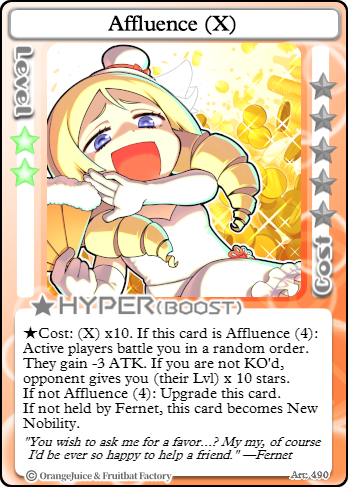 Affluence (X)
Level
Cost
HYPER(BOOST)
★Cost: (X) x10. If this card is Affluence (4):
Active players battle you in a random order.
They gain -3 ATK. If you are not KO'd,
opponent gives you (their Lvl) x 10 stars.
If not Affluence (4): Upgrade this card.
If not held by Fernet, this card becomes New
Nobility.
"You wish to ask me for a favor...? My my, of course
I'd be ever so happy to help a friend." —Fernet
© OrangeJuice & Fruitbat Factory
Art: 490